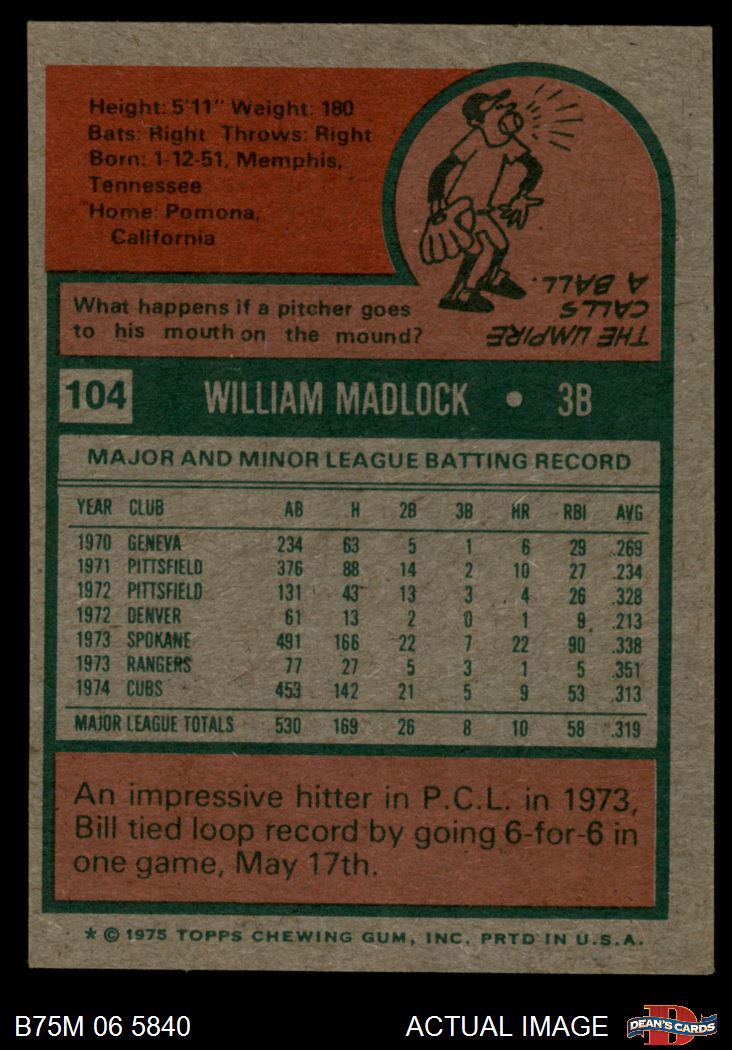 Height: 5'11" Weight: 180
Bats: Right Throws: Right
Born: 1-12-51, Memphis,
Tennessee
Home: Pomona,
California
What happens if a pitcher goes
to his mouth on the mound?
THE UMPIRE
CALLS
A BALL.
104 WILLIAM MADLOCK • 3B
MAJOR AND MINOR LEAGUE BATTING RECORD
YEAR CLUB AB H 2B 3B HR RBI AVG
1970 GENEVA 234 63 5 1 6 29 .269
1971 PITTSFIELD 376 88 14 2 10 27 .234
1972 PITTSFIELD 131 43 13 3 4 26 .328
1972 DENVER 61 13 2 0 1 9 .213
1973 SPOKANE 491 166 22 7 22 90 .338
1973 RANGERS 77 27 5 3 1 5 .351
1974 CUBS 453 142 21 5 9 53 .313
MAJOR LEAGUE TOTALS 530 169 26 8 10 58 .319
An impressive hitter in P.C.L. in 1973,
Bill tied loop record by going 6-for-6 in
one game, May 17th.
* © 1975 TOPPS CHEWING GUM, INC. PRTD IN U.S.A.
B75M 06 5840 ACTUAL IMAGE D DEAN'S CARDS